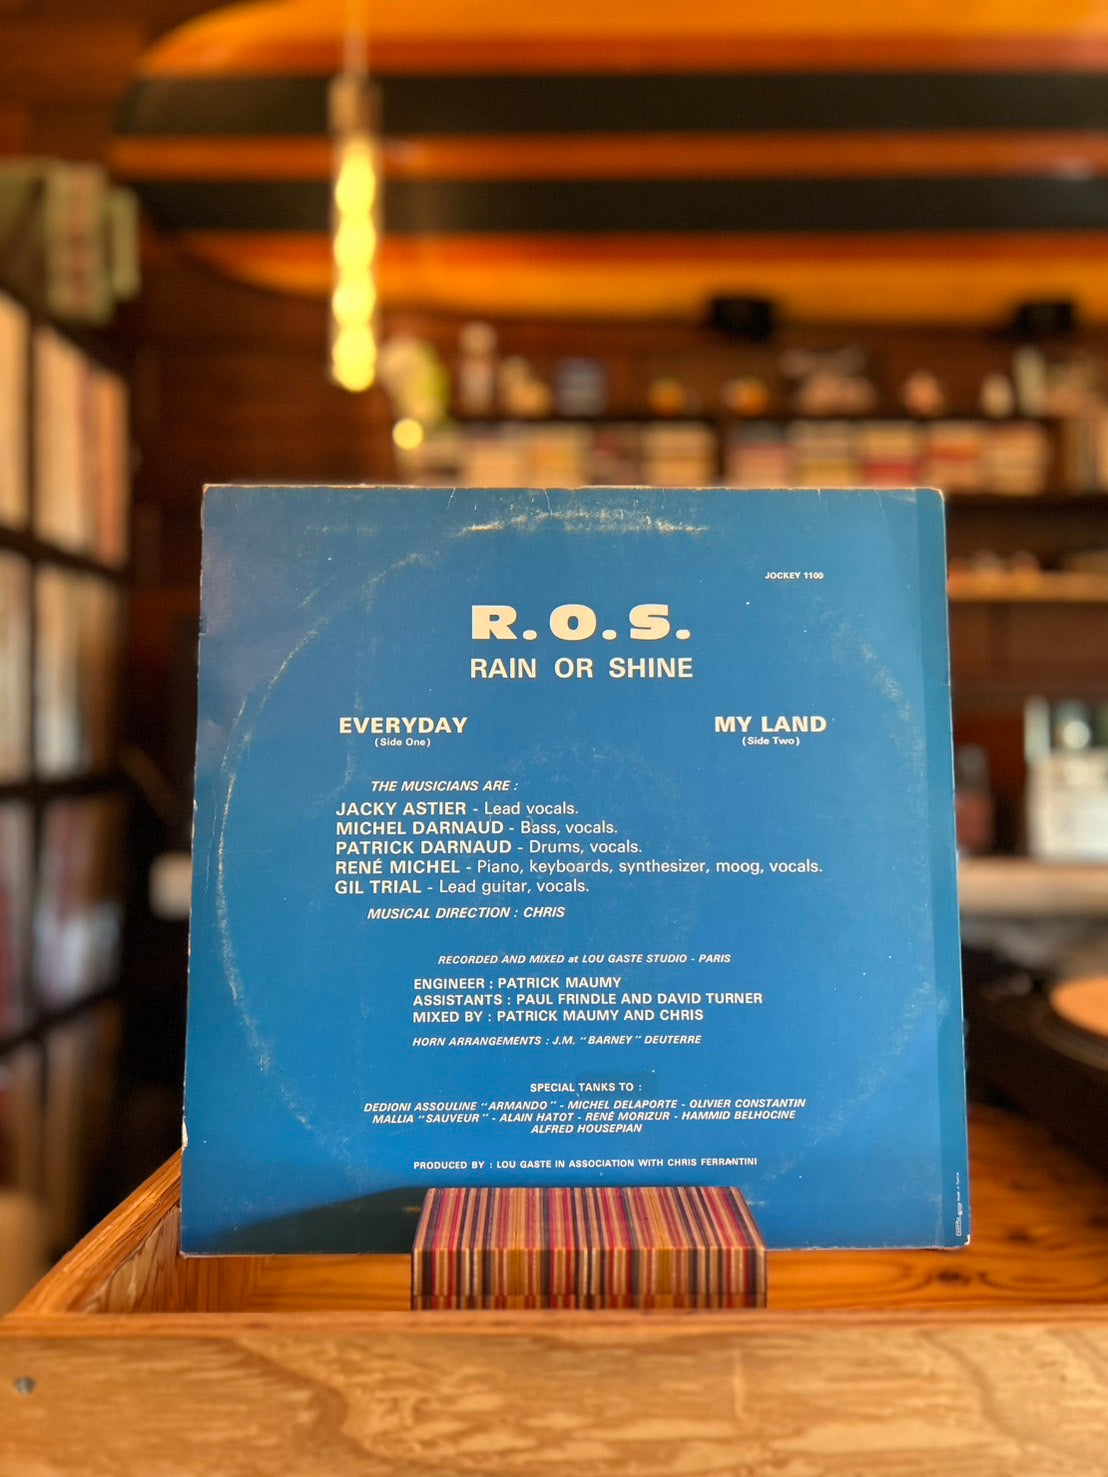 JOCKEY 1100
R.O.S.
RAIN OR SHINE
EVERYDAY
(Side One)
MY LAND
(Side Two)
THE MUSICIANS ARE :
JACKY ASTIER - Lead vocals.
MICHEL DARNAUD - Bass, vocals.
PATRICK DARNAUD - Drums, vocals.
RENÉ MICHEL - Piano, keyboards, synthesizer, moog, vocals.
GIL TRIAL - Lead guitar, vocals.
MUSICAL DIRECTION : CHRIS
RECORDED AND MIXED at LOU GASTE STUDIO - PARIS
ENGINEER : PATRICK MAUMY
ASSISTANTS : PAUL FRINDLE AND DAVID TURNER
MIXED BY : PATRICK MAUMY AND CHRIS
HORN ARRANGEMENTS : J.M. "BARNEY" DEUTERRE
SPECIAL TANKS TO :
DEDIONI ASSOULINE "ARMANDO" - MICHEL DELAPORTE - OLIVIER CONSTANTIN
MALLIA "SAUVEUR" - ALAIN HATOT - RENÉ MORIZUR - HAMMID BELHOCINE
ALFRED HOUSEPIAN
PRODUCED BY : LOU GASTE IN ASSOCIATION WITH CHRIS FERRANTINI